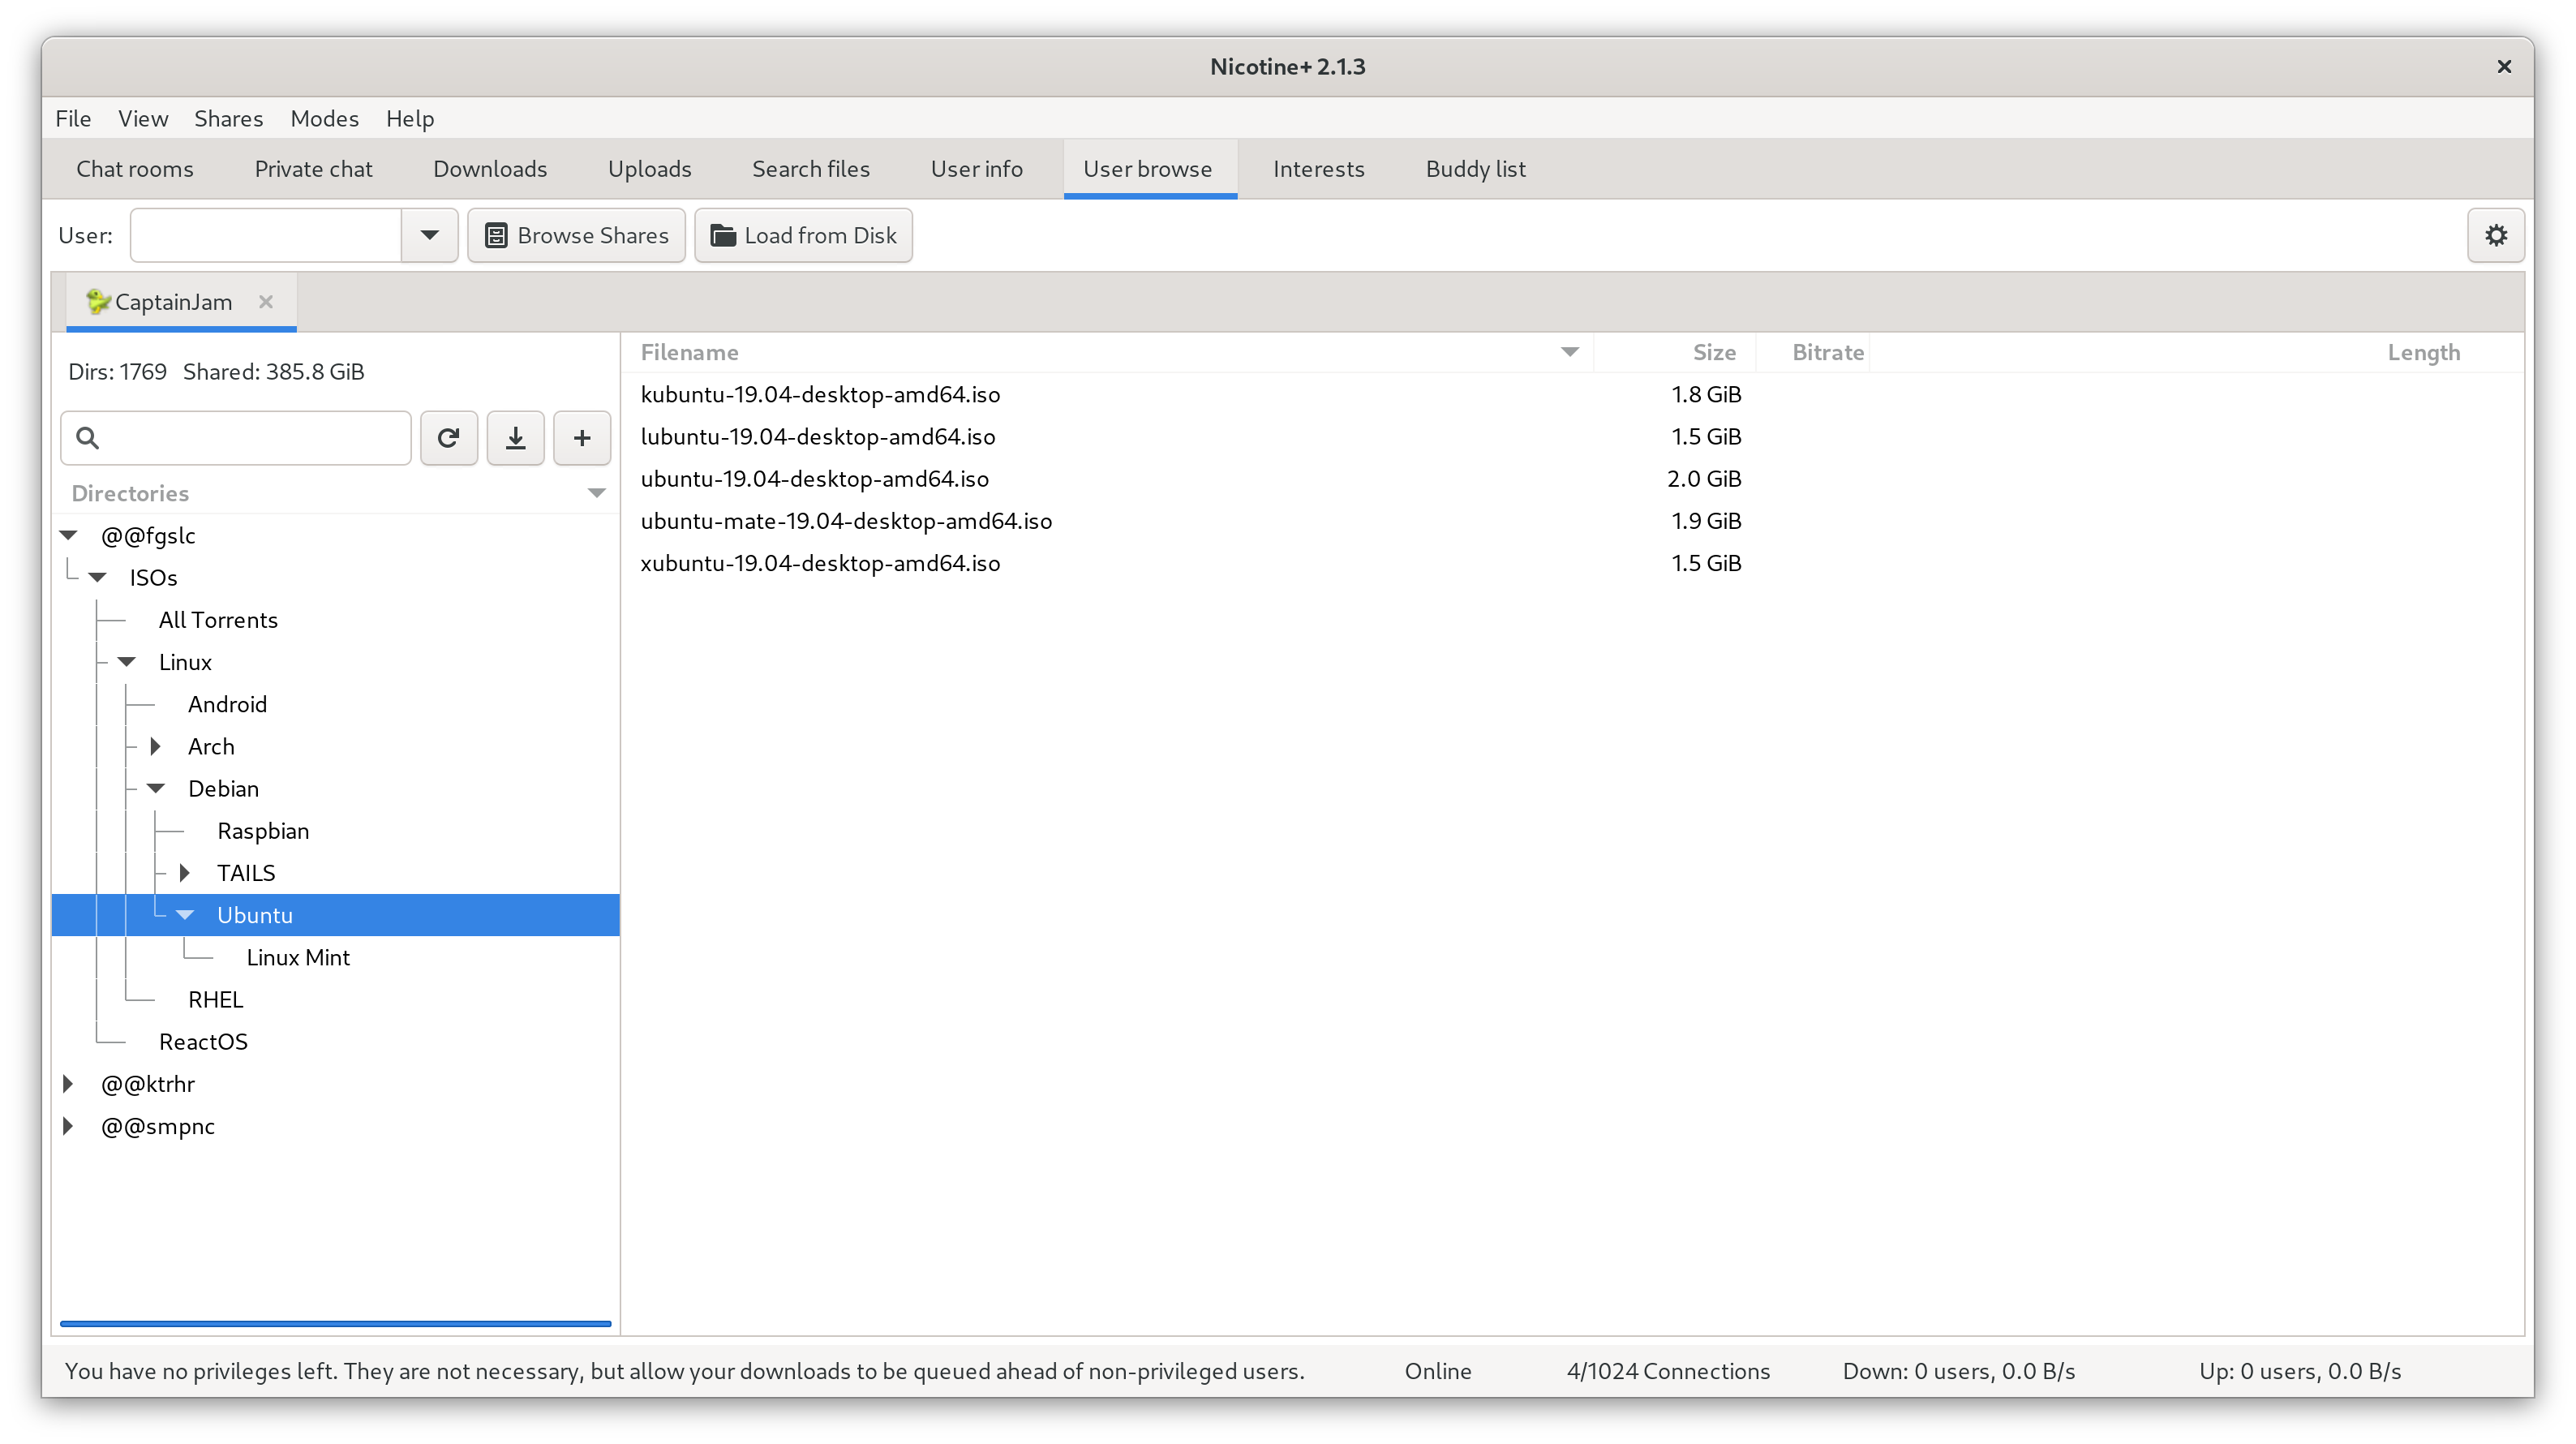 Nicotine+ 2.1.3
File View Shares Modes Help
Chat rooms Private chat Downloads Uploads Search files User info User browse Interests Buddy list
User: Browse Shares Load from Disk
CaptainJam
Dirs: 1769 Shared: 385.8 GiB
Directories
@@fgslc
ISOs
All Torrents
Linux
Android
Arch
Debian
Raspbian
TAILS
Ubuntu
Linux Mint
RHEL
ReactOS
@@ktrhr
@@smpnc
Filename Size Bitrate Length
kubuntu-19.04-desktop-amd64.iso 1.8 GiB
lubuntu-19.04-desktop-amd64.iso 1.5 GiB
ubuntu-19.04-desktop-amd64.iso 2.0 GiB
ubuntu-mate-19.04-desktop-amd64.iso 1.9 GiB
xubuntu-19.04-desktop-amd64.iso 1.5 GiB
You have no privileges left. They are not necessary, but allow your downloads to be queued ahead of non-privileged users. Online 4/1024 Connections Down: 0 users, 0.0 B/s Up: 0 users, 0.0 B/s